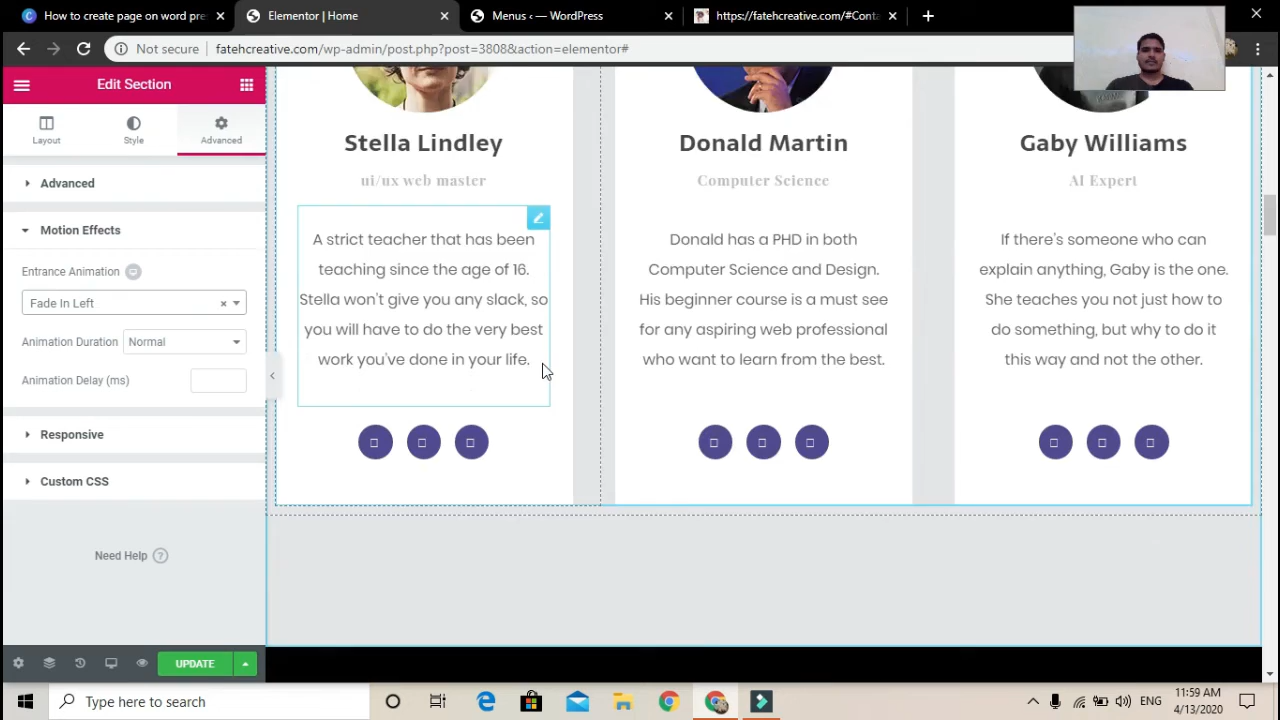 How to create page on word pre
Elementor | Home
Menus ‹— WordPress
https://fatehcreative.com/#Conta
Not secure
fatehcreative.com/wp-admin/post.php?post=3808&action=elementor#
Edit Section
Layout
Style
Advanced
Advanced
Motion Effects
Entrance Animation
Fade In Left
Animation Duration
Normal
Animation Delay (ms)
Responsive
Custom CSS
Need Help ?
UPDATE
Stella Lindley
ui/ux web master
A strict teacher that has been
teaching since the age of 16.
Stella won't give you any slack, so
you will have to do the very best
work you've done in your life.
Donald Martin
Computer Science
Donald has a PHD in both
Computer Science and Design.
His beginner course is a must see
for any aspiring web professional
who want to learn from the best.
Gaby Williams
AI Expert
If there's someone who can
explain anything, Gaby is the one.
She teaches you not just how to
do something, but why to do it
this way and not the other.
Type here to search
ENG
11:59 AM
4/13/2020